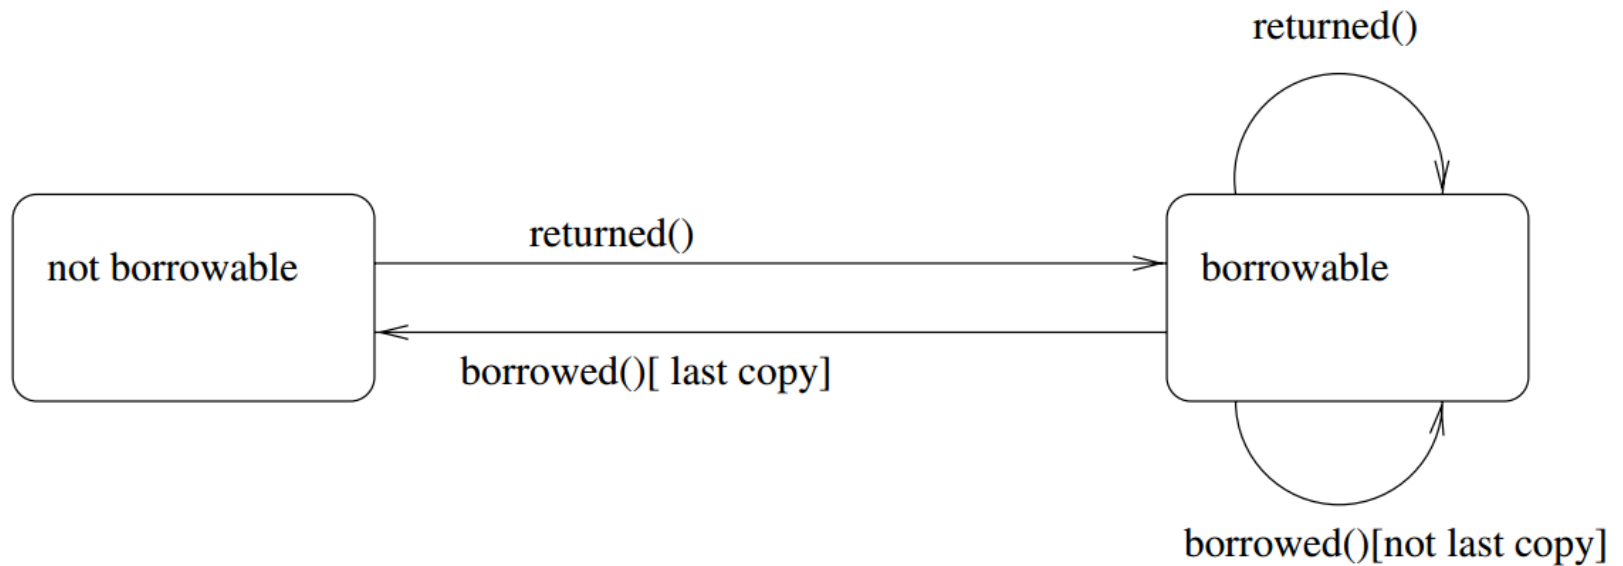 returned()
returned()
not borrowable
borrowable
borrowed()[ last copy]
borrowed()[not last copy]